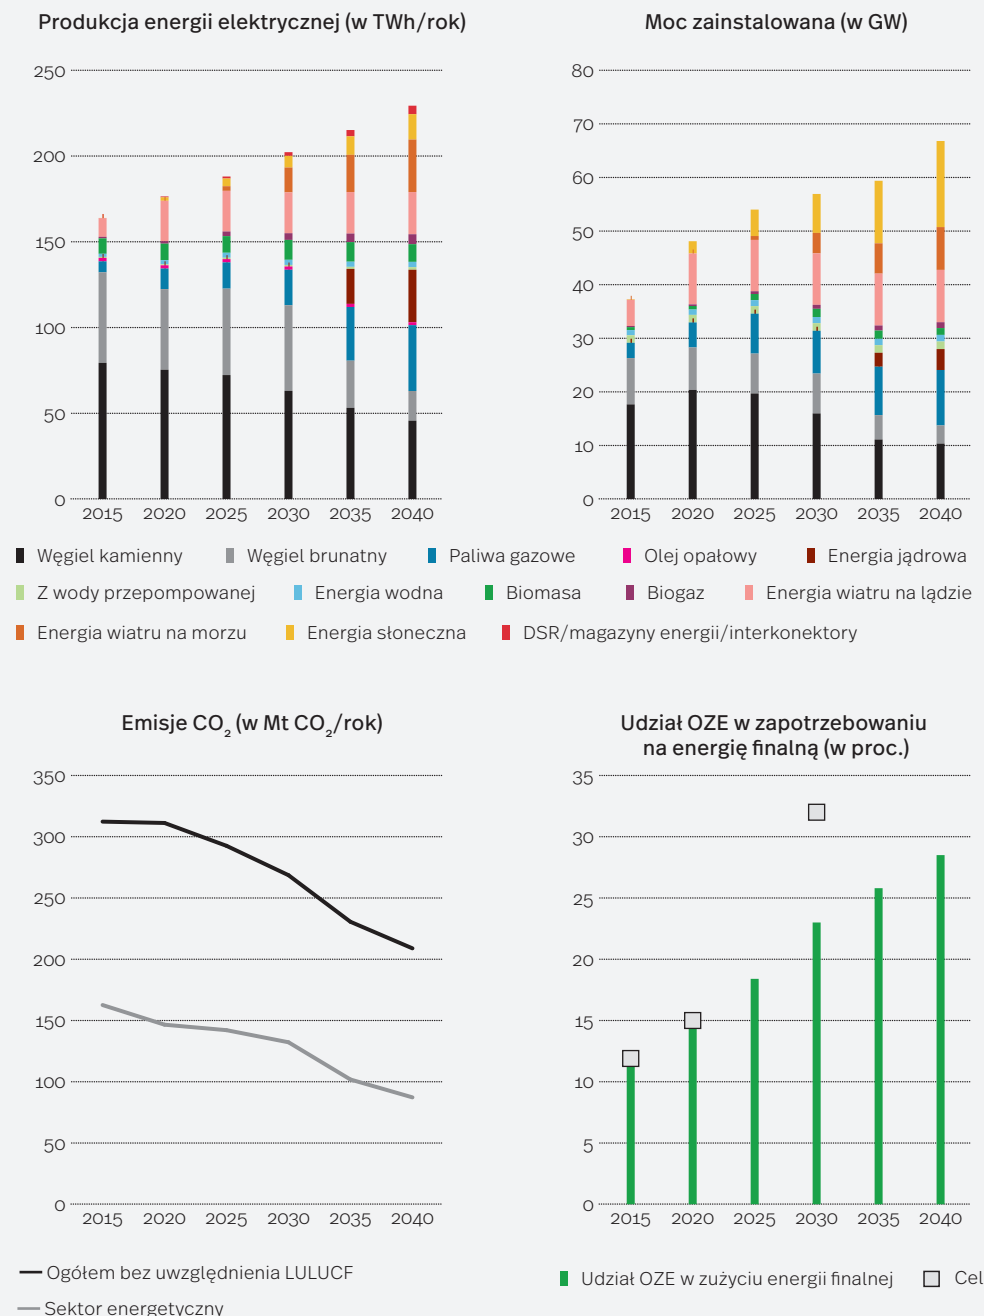 Produkcja energii elektrycznej (w TWh/rok)
250
200
150
100
50
0
2015 2020 2025 2030 2035 2040
Moc zainstalowana (w GW)
80
70
60
50
40
30
20
10
0
2015 2020 2025 2030 2035 2040
Węgiel kamienny Węgiel brunatny Paliwa gazowe Olej opałowy Energia jądrowa
Z wody przepompowanej Energia wodna Biomasa Biogaz Energia wiatru na lądzie
Energia wiatru na morzu Energia słoneczna DSR/magazyny energii/interkonektory
Emisje CO₂ (w Mt CO₂/rok)
350
300
250
200
150
100
50
0
2015 2020 2025 2030 2035 2040
Ogółem bez uwzględnienia LULUCF
Sektor energetyczny
Udział OZE w zapotrzebowaniu
na energię finalną (w proc.)
35
30
25
20
15
10
5
0
2015 2020 2025 2030 2035 2040
Udział OZE w zużyciu energii finalnej Cel